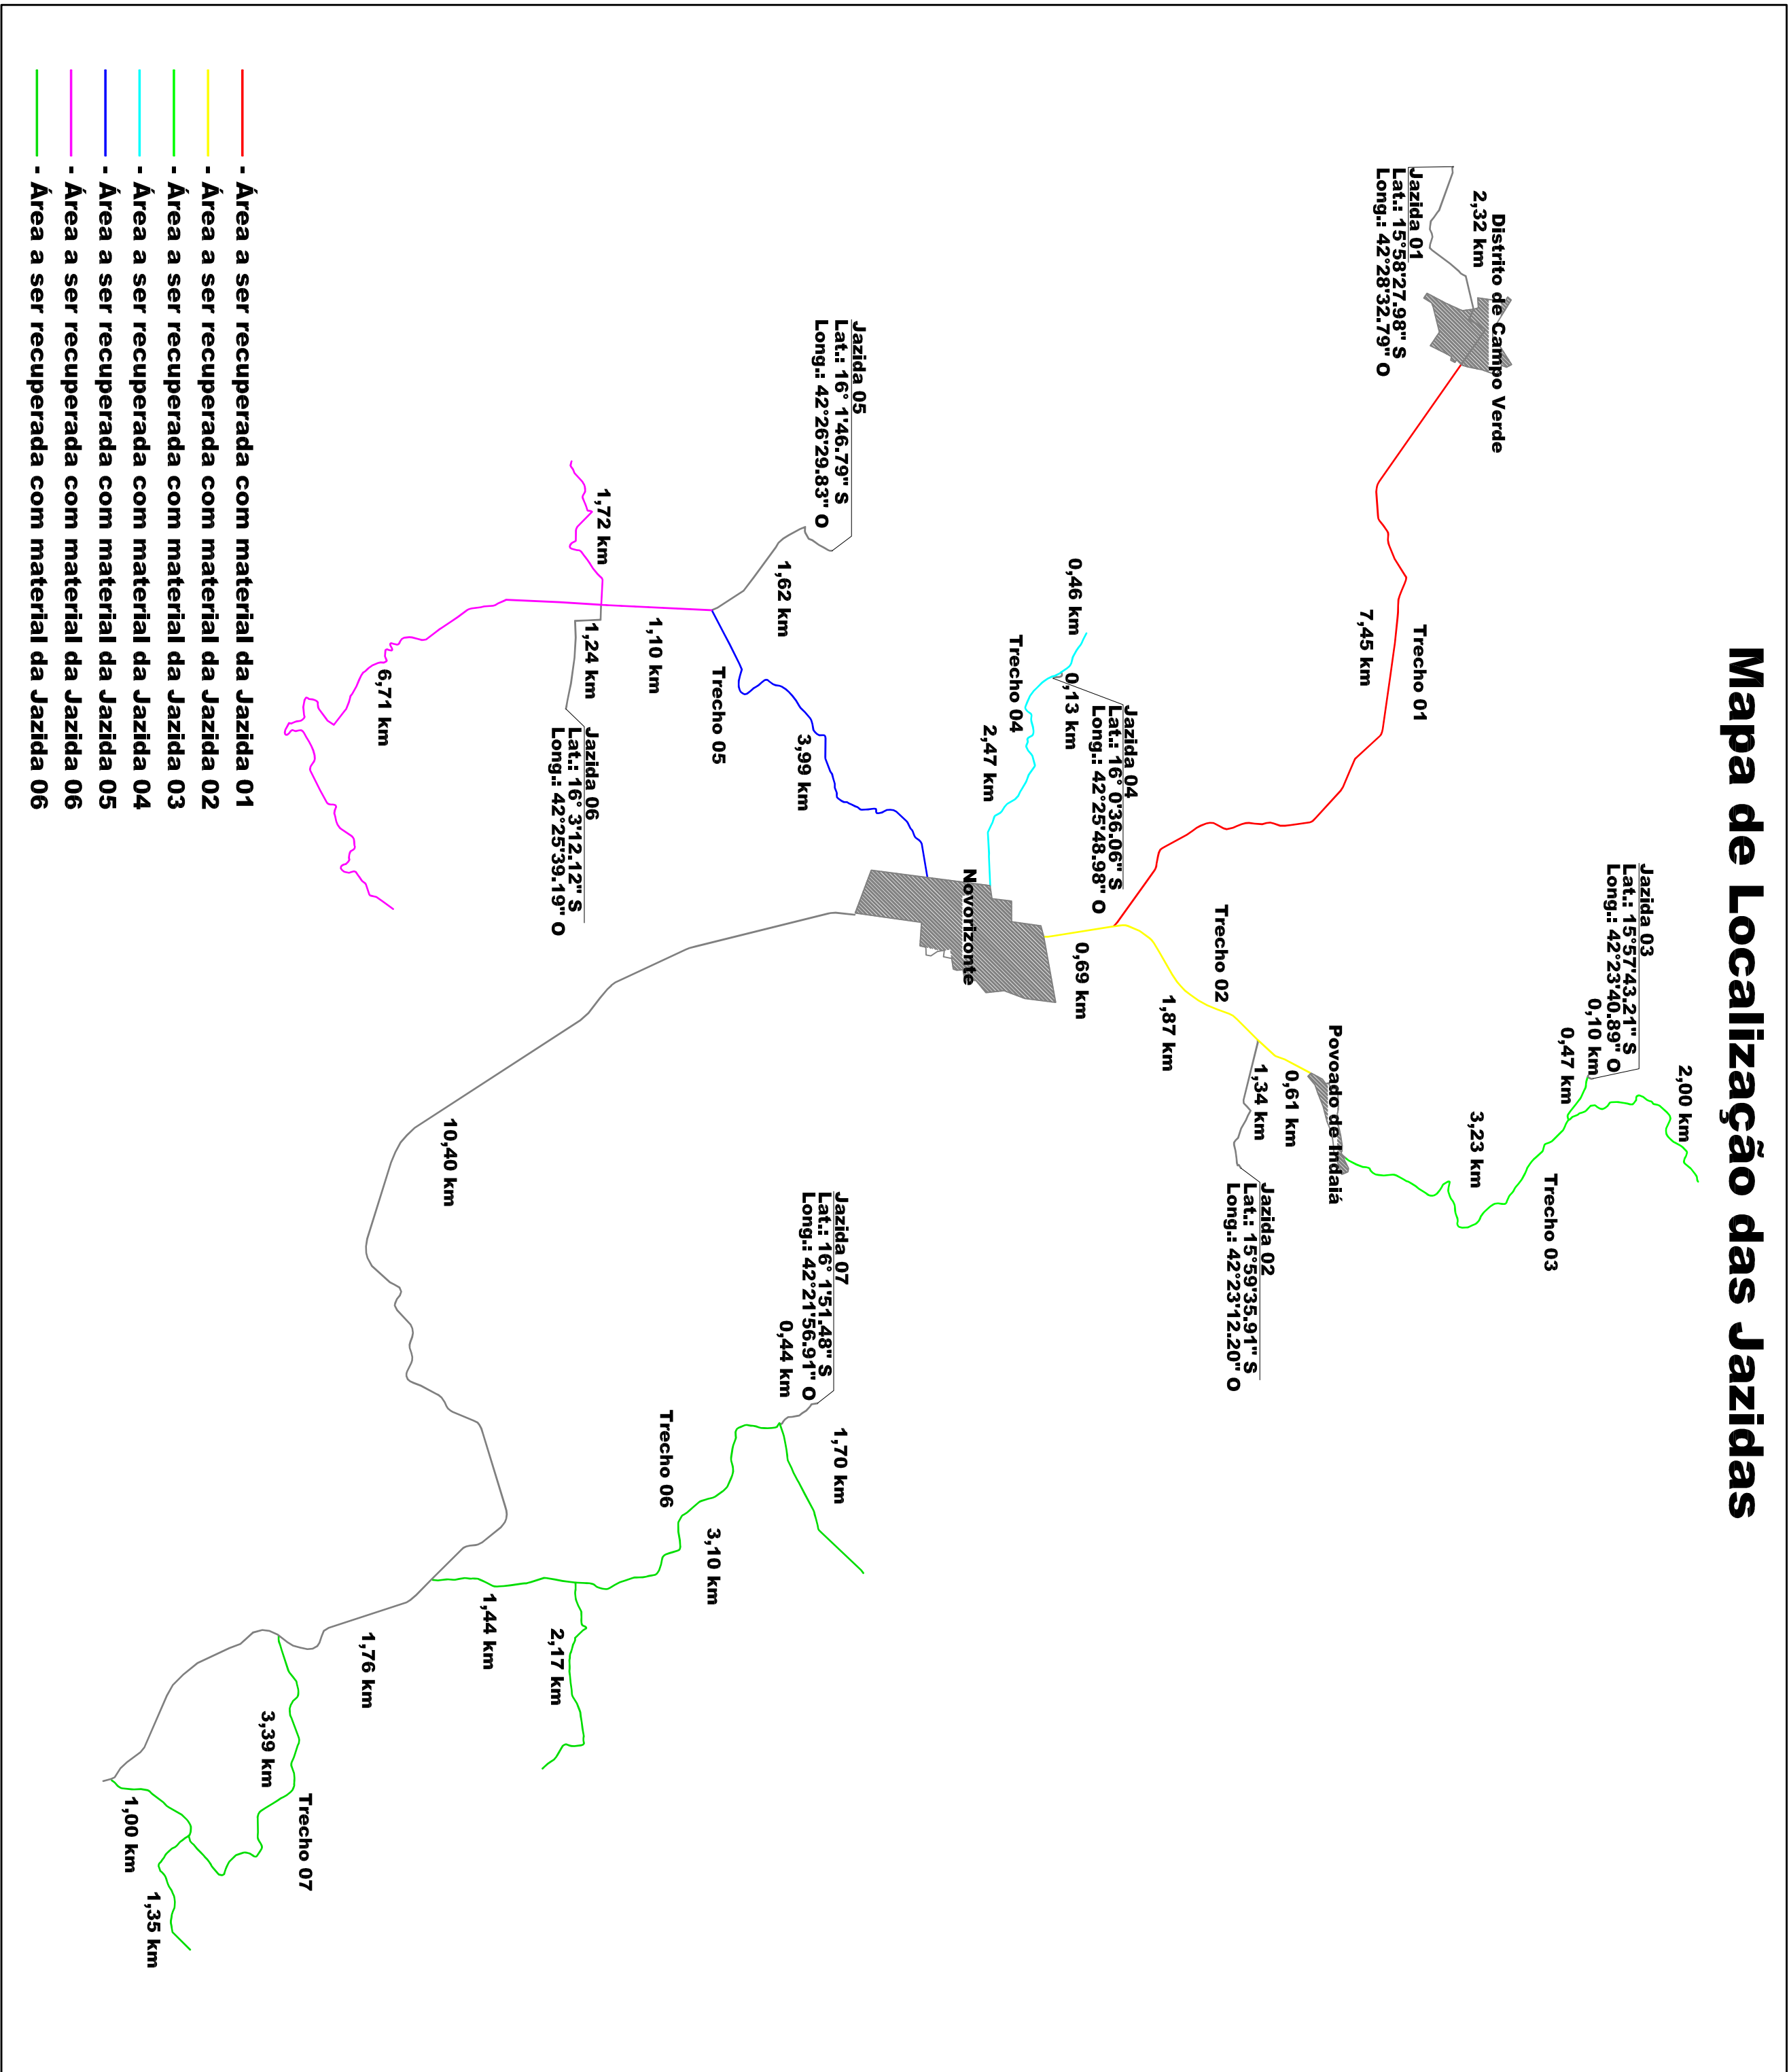 Mapa de Localização das Jazidas
2,00 km
Jazida 03
Lat.: 15°57'43.21" S
Long.: 42°23'40.89" O
0,10 km
0,47 km
Trecho 03
3,23 km
Distrito de Campo Verde
2,32 km
Jazida 01
Lat.: 15°58'27.98" S
Long.: 42°28'32.79" O
Trecho 01
7,45 km
Povoado de Indaiá
0,61 km
1,34 km
Jazida 02
Lat.: 15°59'35.91" S
Long.: 42°23'12.20" O
Trecho 02
1,87 km
0,69 km
Jazida 04
Lat.: 16° 0'36.06" S
Long.: 42°25'48.98" O
0,46 km
0,13 km
Trecho 04
2,47 km
Novorizonte
Jazida 05
Lat.: 16° 1'46.79" S
Long.: 42°26'29.83" O
1,62 km
3,99 km
Trecho 05
1,10 km
1,72 km
1,24 km
Jazida 06
Lat.: 16° 3'12.12" S
Long.: 42°25'39.19" O
6,71 km
Jazida 07
Lat.: 16° 1'51.48" S
Long.: 42°21'56.91" O
0,44 km
1,70 km
Trecho 06
3,10 km
10,40 km
1,44 km
2,17 km
1,76 km
3,39 km
Trecho 07
1,00 km
1,35 km
- Área a ser recuperada com material da Jazida 01
- Área a ser recuperada com material da Jazida 02
- Área a ser recuperada com material da Jazida 03
- Área a ser recuperada com material da Jazida 04
- Área a ser recuperada com material da Jazida 05
- Área a ser recuperada com material da Jazida 06
- Área a ser recuperada com material da Jazida 06